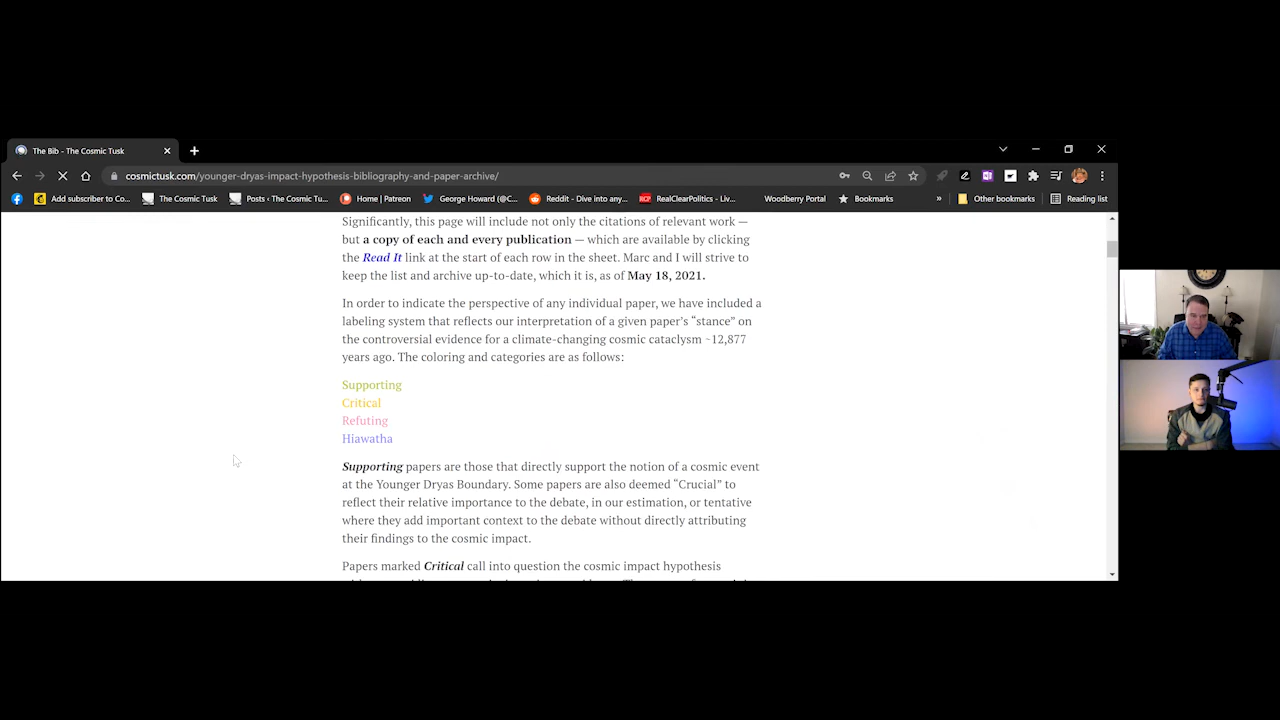 The Bib - The Cosmic Tusk
cosmictusk.com/younger-dryas-impact-hypothesis-bibliography-and-paper-archive/
Add subscriber to Co... The Cosmic Tusk Posts ‹ The Cosmic Tu... Home | Patreon George Howard (@C... Reddit - Dive into any... RCP RealClearPolitics - Liv... Woodberry Portal Bookmarks » Other bookmarks Reading list
Significantly, this page will include not only the citations of relevant work —
but a copy of each and every publication — which are available by clicking
the Read It link at the start of each row in the sheet. Marc and I will strive to
keep the list and archive up-to-date, which it is, as of May 18, 2021.
In order to indicate the perspective of any individual paper, we have included a
labeling system that reflects our interpretation of a given paper's “stance” on
the controversial evidence for a climate-changing cosmic cataclysm ~12,877
years ago. The coloring and categories are as follows:
Supporting
Critical
Refuting
Hiawatha
Supporting papers are those that directly support the notion of a cosmic event
at the Younger Dryas Boundary. Some papers are also deemed “Crucial” to
reflect their relative importance to the debate, in our estimation, or tentative
where they add important context to the debate without directly attributing
their findings to the cosmic impact.
Papers marked Critical call into question the cosmic impact hypothesis